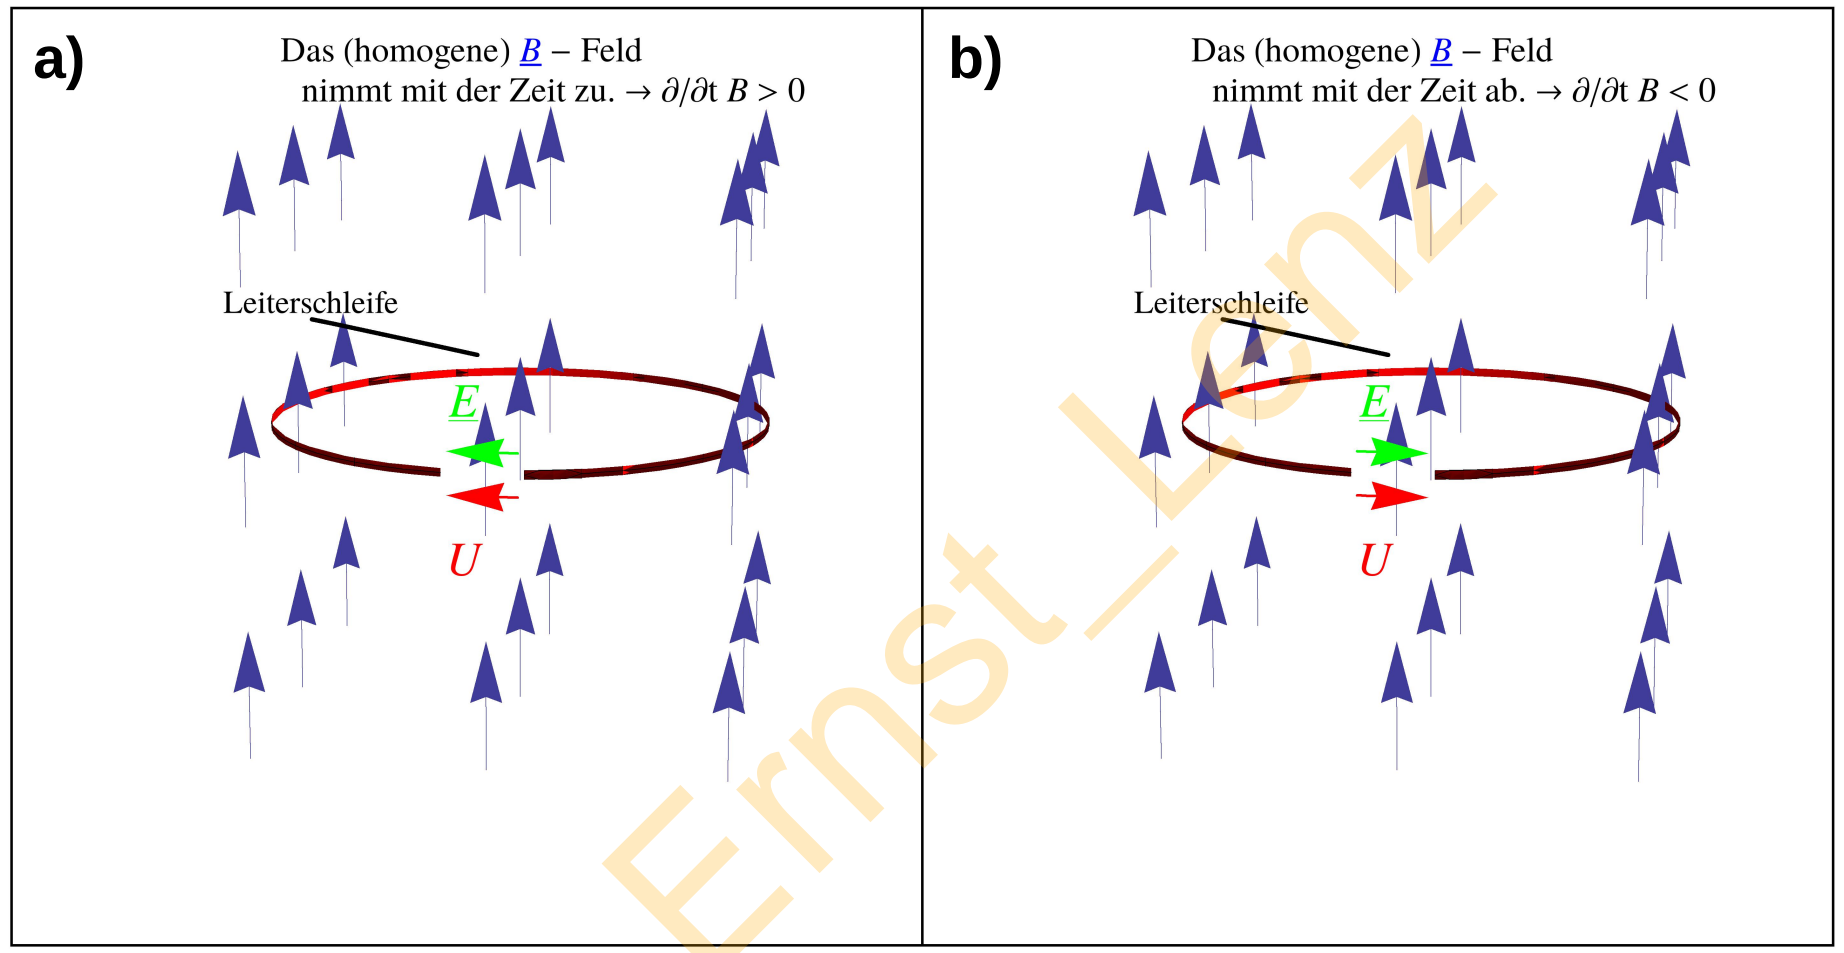 a)
Das (homogene) B – Feld
nimmt mit der Zeit zu. → ∂/∂t B > 0
Leiterschleife
E
U
b)
Das (homogene) B – Feld
nimmt mit der Zeit ab. → ∂/∂t B < 0
Leiterschleife
E
U
Ernst_Lenz